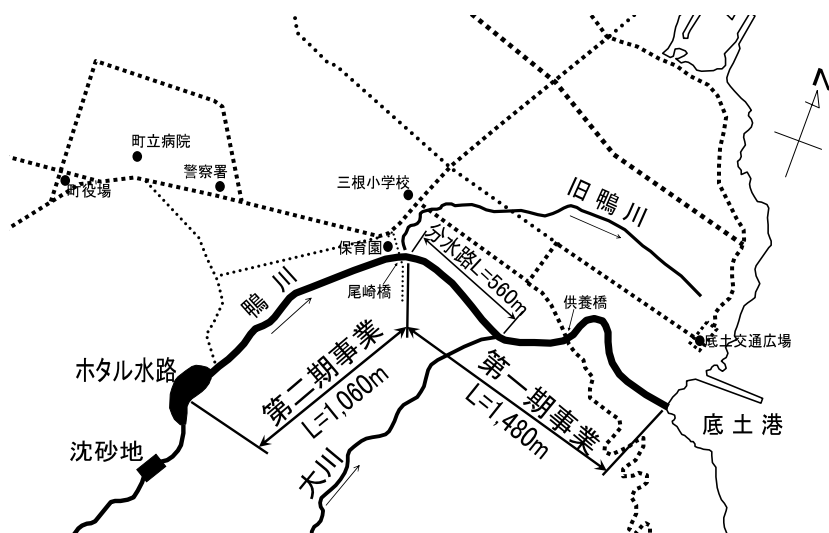 町立病院
警察署
町役場
三根小学校
旧鴨川
保育園
分水路L=560m
尾崎橋
鴨川
供養橋
底土交通広場
ホタル水路
第二期事業
L=1,060m
第一期事業
L=1,480m
底土港
沈砂地
大川